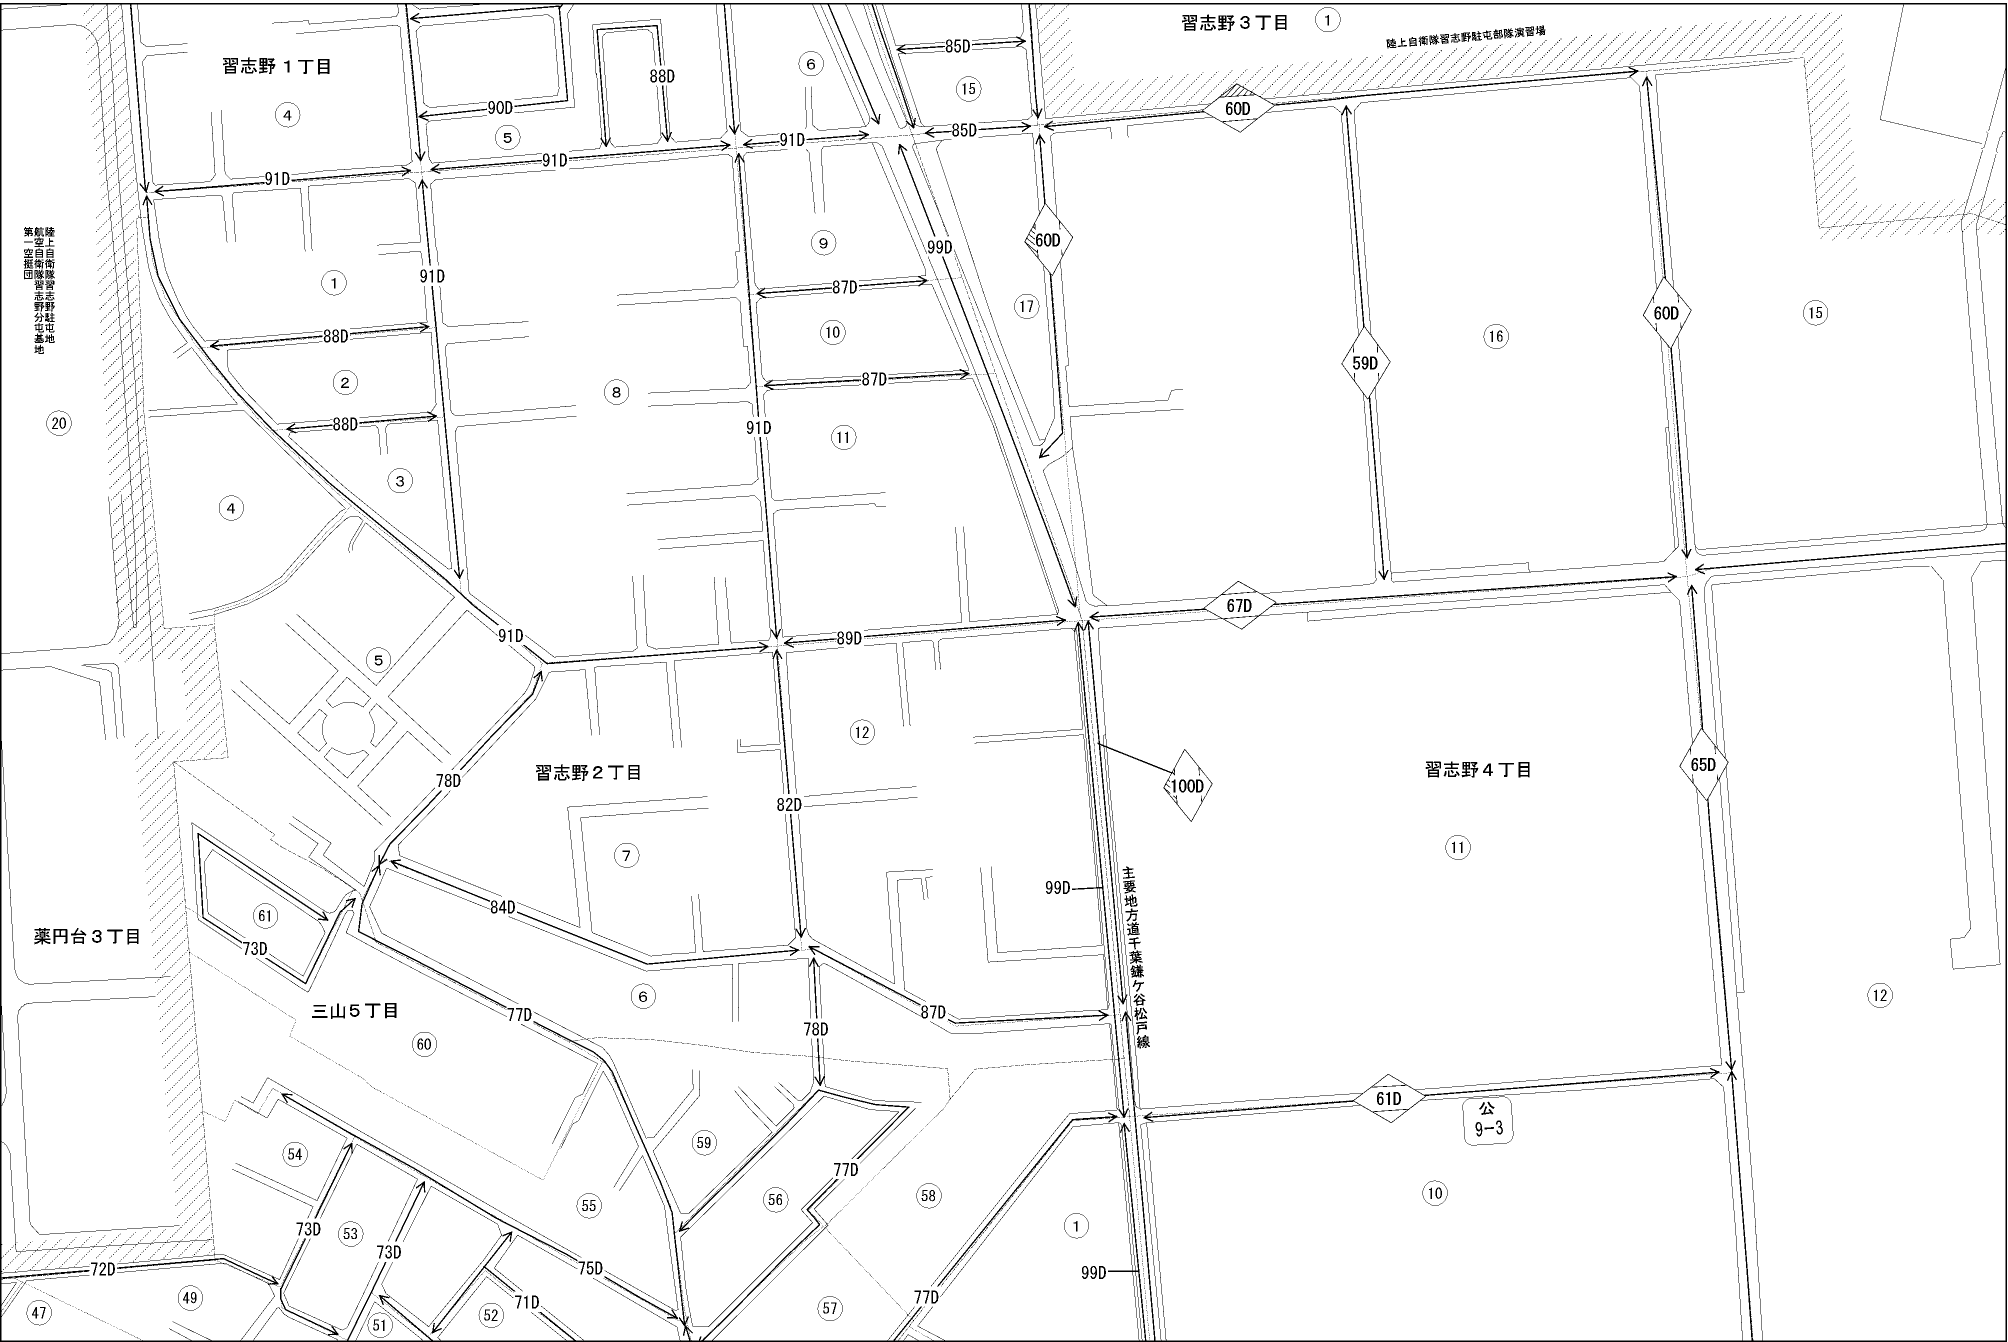 習志野３丁目
①
陸上自衛隊習志野駐屯部隊演習場
習志野１丁目
④
⑤
⑥
⑮
85D
88D
90D
60D
91D
91D
91D
85D
陸上自衛隊習志野駐屯地
航空自衛隊習志野分屯基地
第一空挺団
⑳
①
91D
⑨
99D
60D
87D
⑰
⑩
88D
②
⑧
87D
88D
91D
⑪
③
④
59D
⑯
60D
⑮
91D
89D
67D
⑤
78D
習志野２丁目
⑫
82D
100D
習志野４丁目
65D
⑦
⑪
84D
99D
主要地方道千葉鎌ケ谷松戸線
61
73D
薬円台３丁目
三山５丁目
77D
⑥
60
78D
87D
⑫
61D
公
9-3
54
59
77D
56
58
55
①
⑩
73D
53
73D
75D
72D
49
47
51
52
71D
57
77D
99D